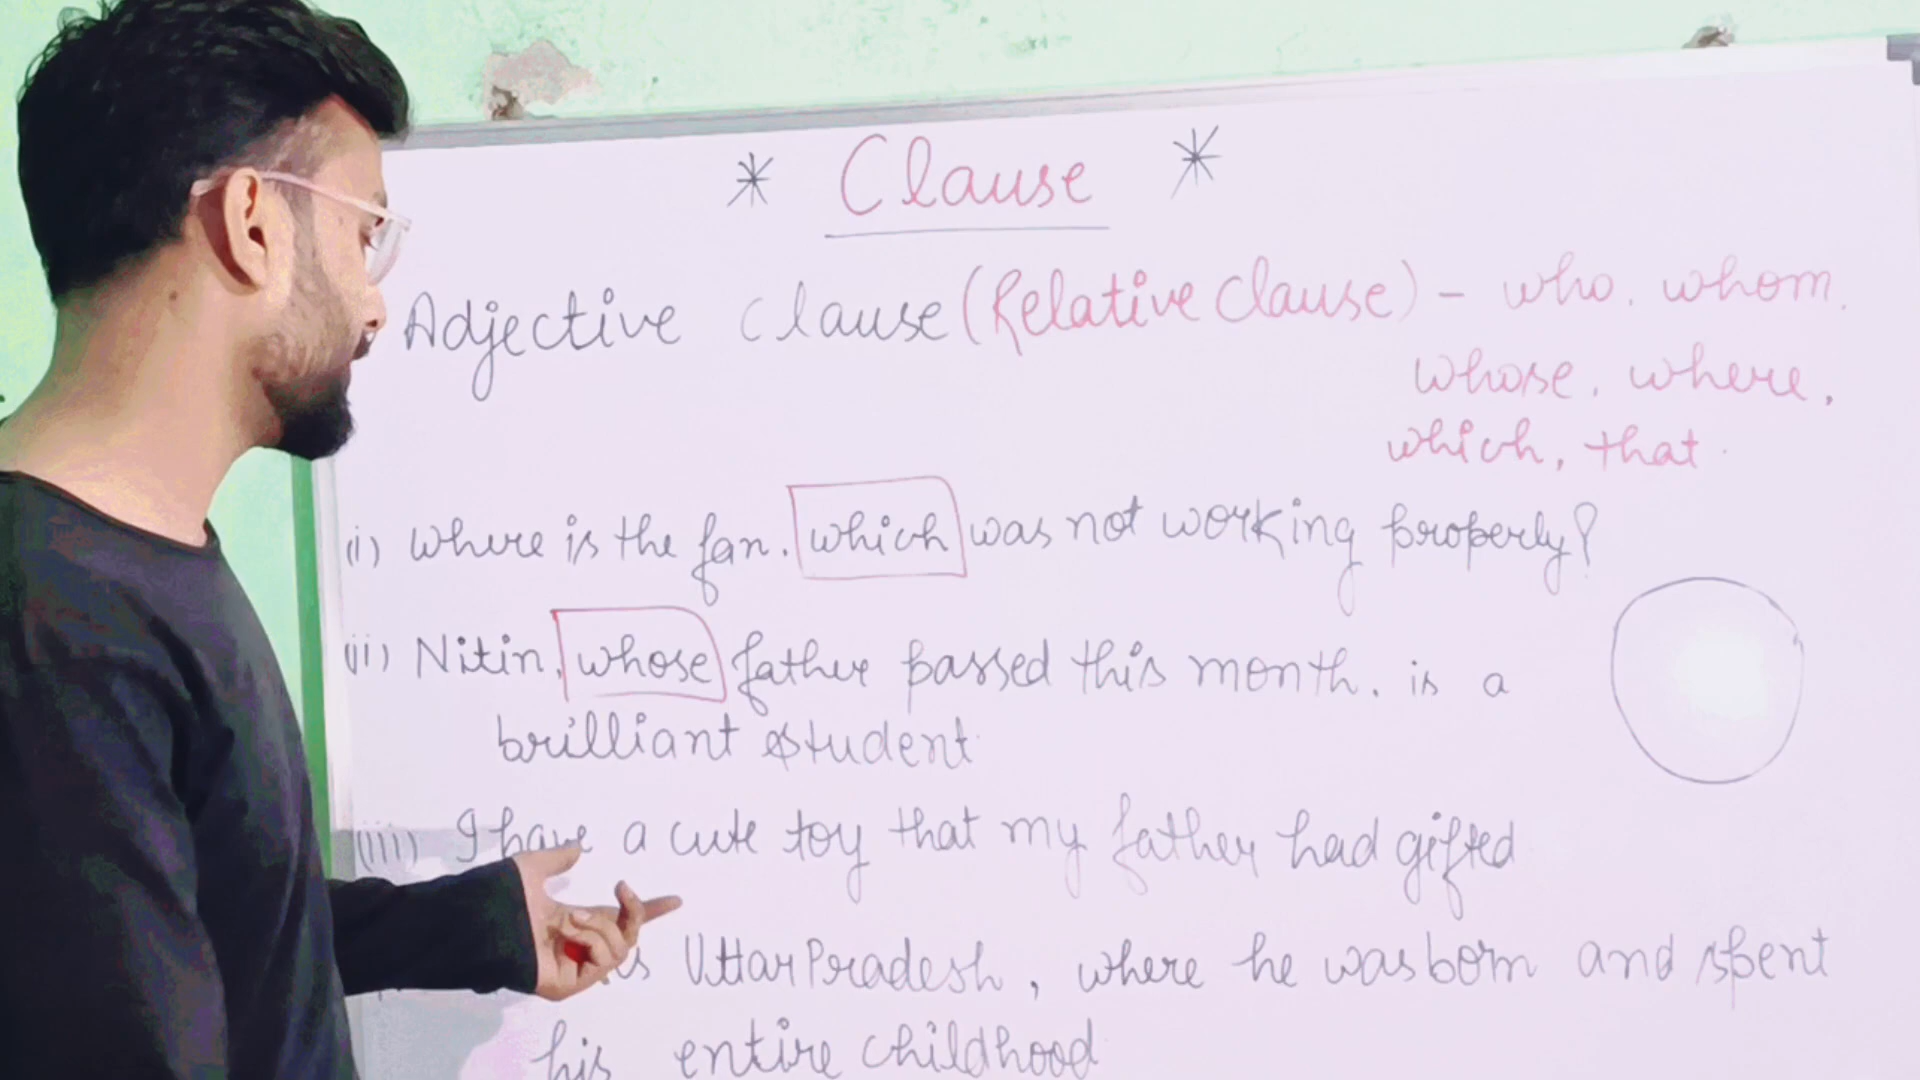 * Clause *
Adjective Clause (Relative Clause) - who, whom,
whose, where,
which, that.
(i) Where is the fan, which was not working properly?
(ii) Nitin, whose father passed this month, is a
brilliant student
(iii) I have a cute toy that my father had gifted
Uttar Pradesh, where he was born and spent
his entire childhood